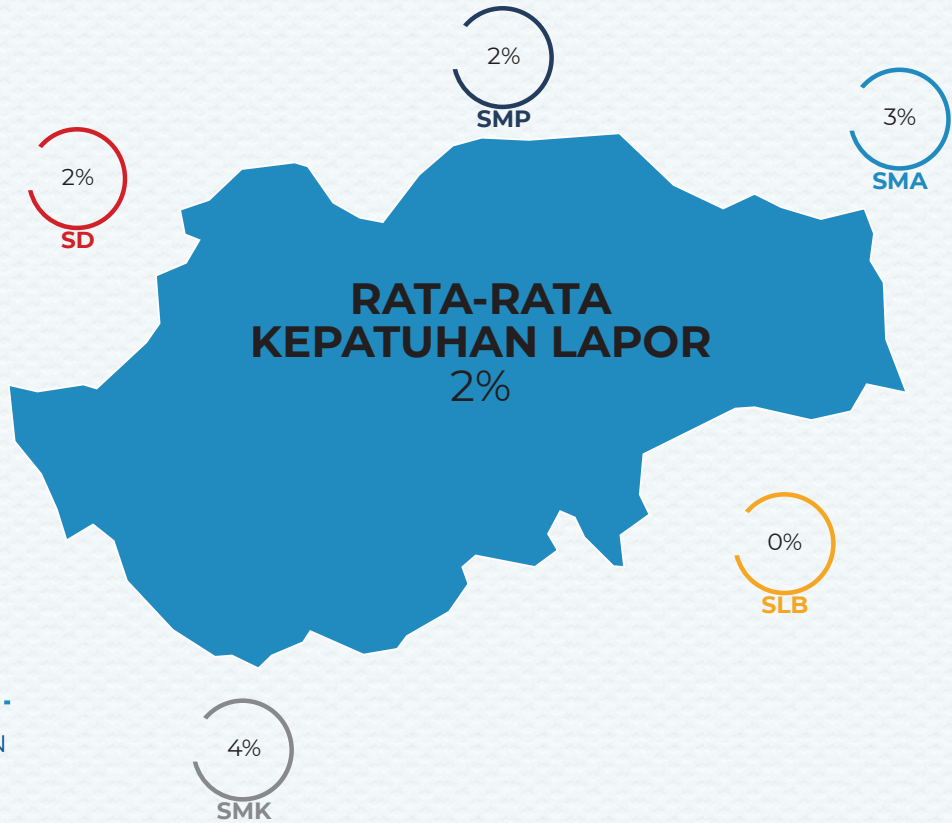 2%
SMP
3%
SMA
2%
SD
RATA-RATA
KEPATUHAN LAPOR
2%
0%
SLB
4%
SMK